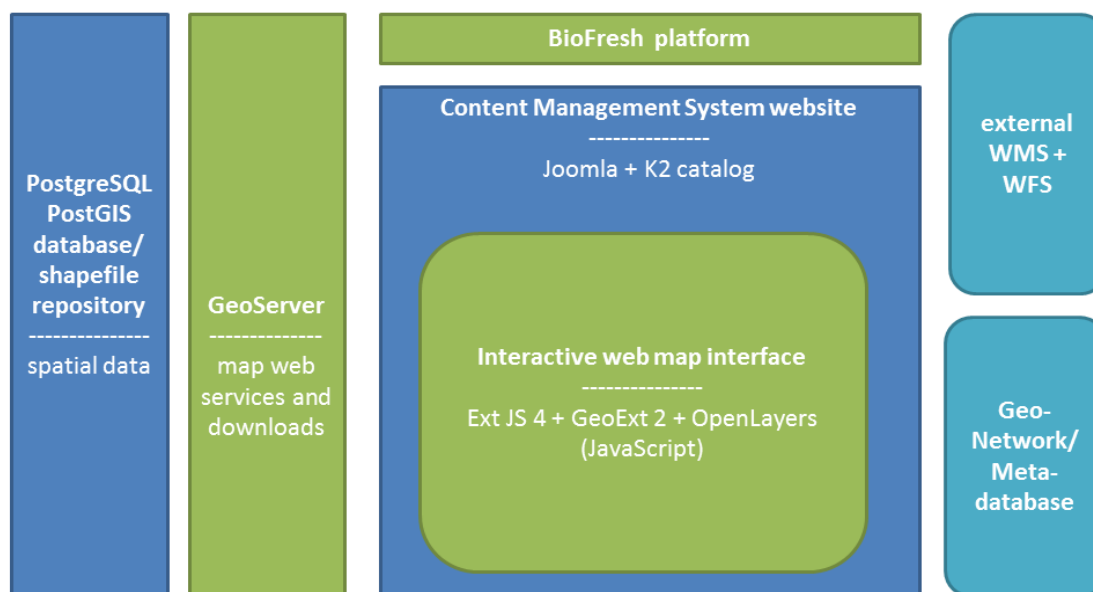 PostgreSQL
PostGIS
database/
shapefile
repository
---------------
spatial data
GeoServer
--------------
map web
services and
downloads
BioFresh platform
Content Management System website
---------------
Joomla + K2 catalog
Interactive web map interface
---------------
Ext JS 4 + GeoExt 2 + OpenLayers
(JavaScript)
external
WMS +
WFS
Geo-
Network/
Meta-
database